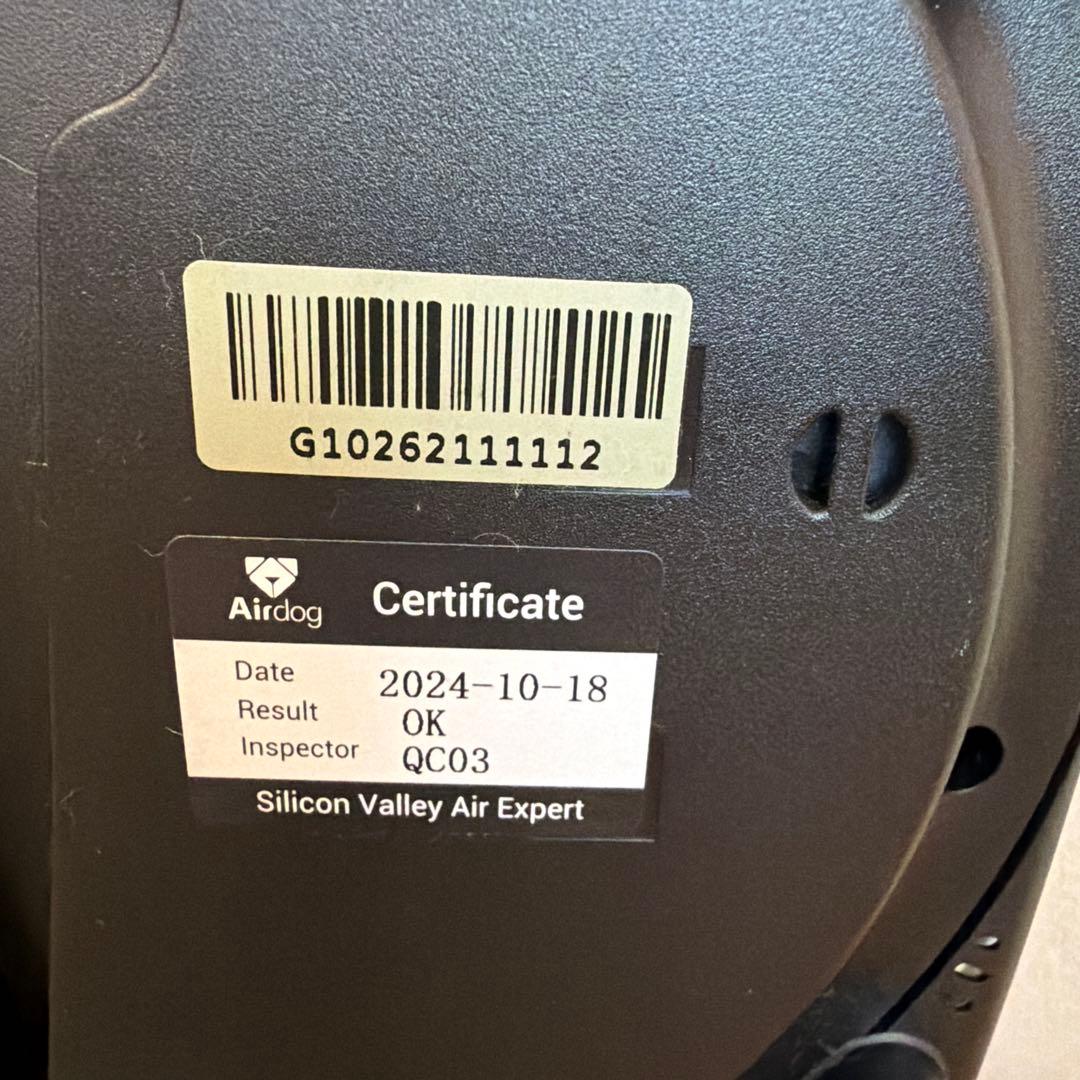 G10262111112
Airdog
Certificate
Date 2024-10-18
Result OK
Inspector QC03
Silicon Valley Air Expert